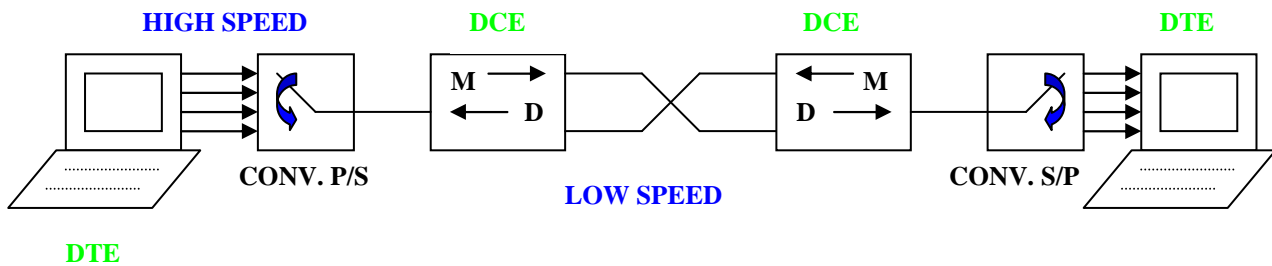 HIGH SPEED DCE DCE DTE
M M
D D
CONV. P/S CONV. S/P
LOW SPEED
DTE